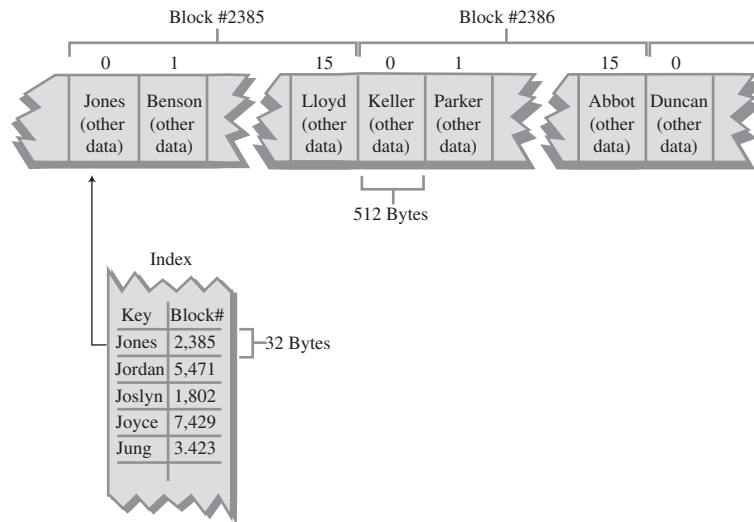 Block #2385 Block #2386
0 1 15 0 1 15 0
Jones Benson Lloyd Keller Parker Abbot Duncan
(other (other (other (other (other (other (other
data) data) data) data) data) data) data)
512 Bytes
Index
Key Block#
Jones 2,385 32 Bytes
Jordan 5,471
Joslyn 1,802
Joyce 7,429
Jung 3.423